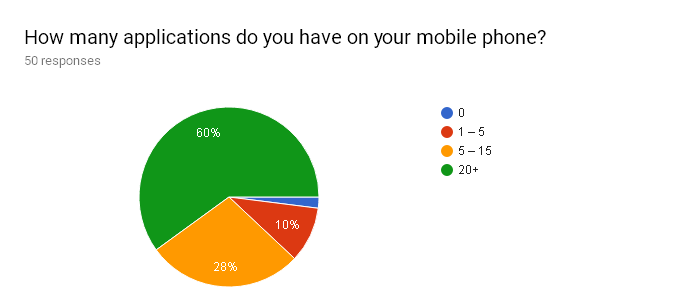 How many applications do you have on your mobile phone?
50 responses
60%
10%
28%
0
1 – 5
5 – 15
20+